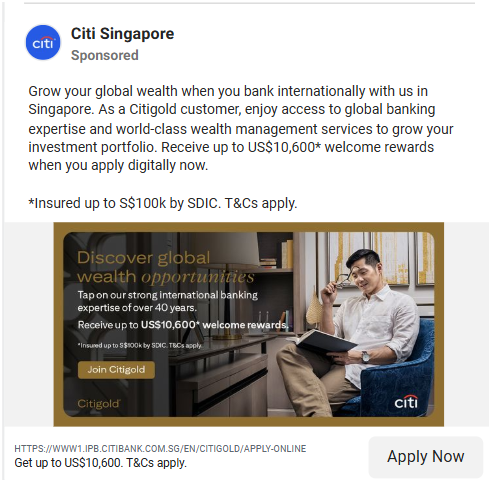 citi
Citi Singapore
Sponsored
Grow your global wealth when you bank internationally with us in
Singapore. As a Citigold customer, enjoy access to global banking
expertise and world-class wealth management services to grow your
investment portfolio. Receive up to US$10,600* welcome rewards
when you apply digitally now.
*Insured up to S$100k by SDIC. T&Cs apply.
Discover global
wealth opportunities
Tap on our strong international banking
expertise of over 40 years.
Receive up to US$10,600* welcome rewards.
*Insured up to S$100k by SDIC. T&Cs apply.
Join Citigold
Citigold
citi
HTTPS://WWW1.IPB.CITIBANK.COM.SG/EN/CITIGOLD/APPLY-ONLINE
Get up to US$10,600. T&Cs apply.
Apply Now